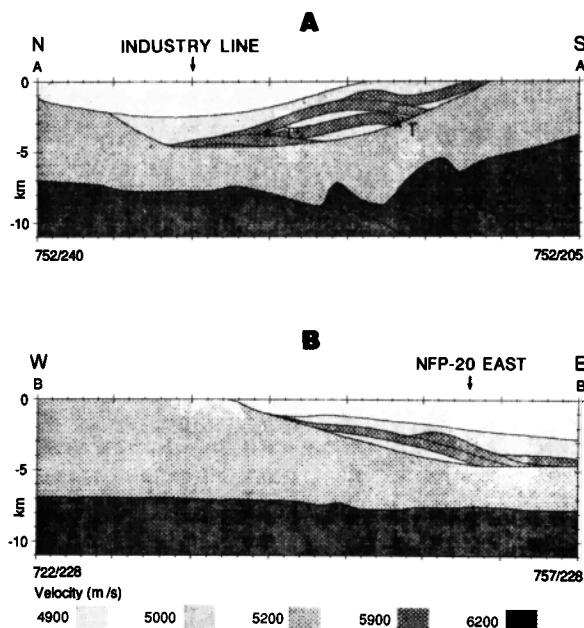 A
N S
INDUSTRY LINE
A A
0
-5
-10
km
T
752/240 752/205
B
W E
NFP-20 EAST
B B
0
-5
-10
km
722/228 757/228
Velocity (m/s)
4900 5000 5200 5900 6200